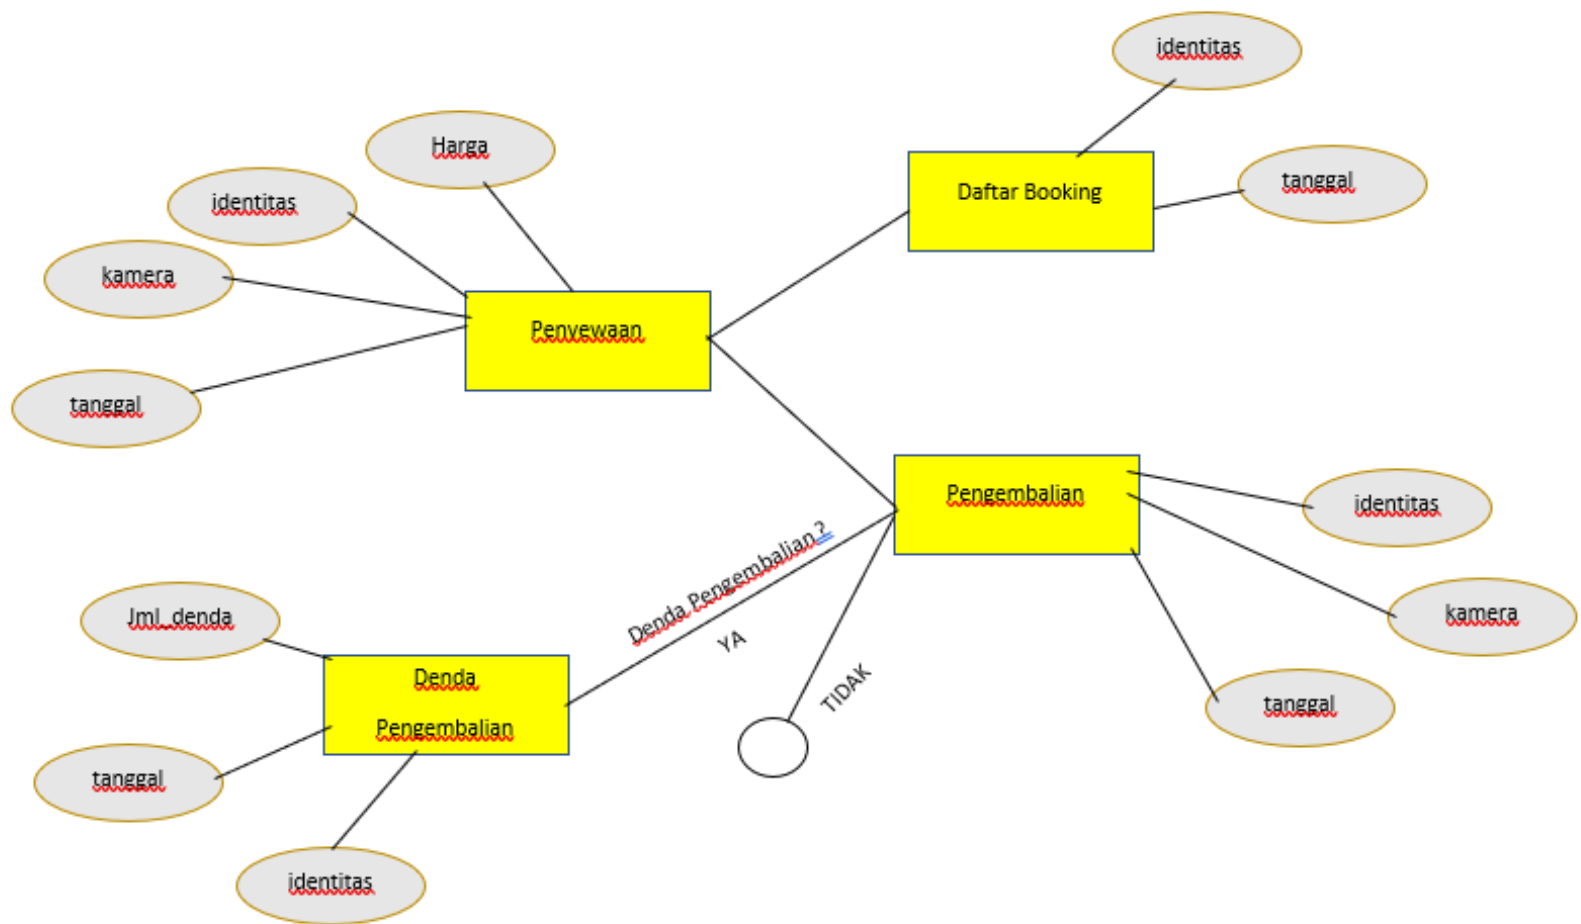 identitas
Harga
tanggal
Daftar Booking
identitas
kamera
Penyewaan
tanggal
Pengembalian
identitas
Denda Pengembalian ?
YA
TIDAK
kamera
tanggal
Jml_denda
Denda
Pengembalian
tanggal
identitas